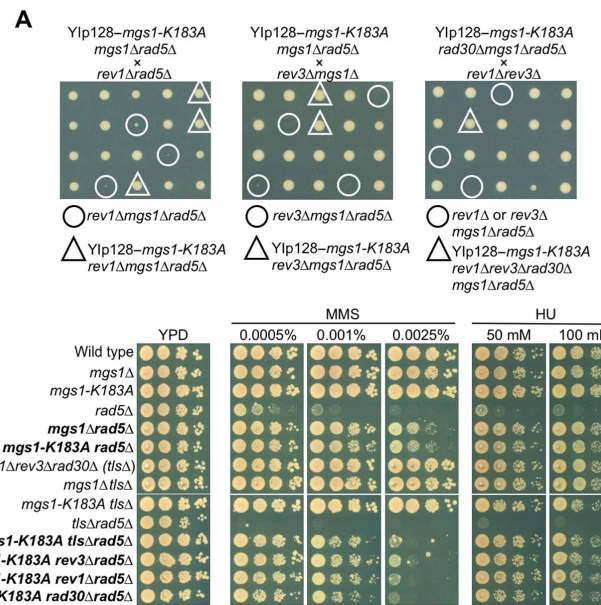 A
YIp128–mgs1-K183A
mgs1Δrad5Δ
×
rev1Δrad5Δ
YIp128–mgs1-K183A
mgs1Δrad5Δ
×
rev3Δmgs1Δ
YIp128–mgs1-K183A
rad30Δmgs1Δrad5Δ
×
rev1Δrev3Δ
rev1Δmgs1Δrad5Δ
YIp128–mgs1-K183A
rev1Δmgs1Δrad5Δ
rev3Δmgs1Δrad5Δ
YIp128–mgs1-K183A
rev3Δmgs1Δrad5Δ
rev1Δ or rev3Δ
mgs1Δrad5Δ
YIp128–mgs1-K183A
rev1Δrev3Δrad30Δ
mgs1Δrad5Δ
MMS
HU
YPD
0.0005%
0.001%
0.0025%
50 mM
100 mM
Wild type
mgs1Δ
mgs1-K183A
rad5Δ
mgs1Δrad5Δ
mgs1-K183A rad5Δ
1Δrev3Δrad30Δ (tlsΔ)
mgs1ΔtlsΔ
mgs1-K183A tlsΔ
tlsΔrad5Δ
s1-K183A tlsΔrad5Δ
-K183A rev3Δrad5Δ
-K183A rev1Δrad5Δ
K183A rad30Δrad5Δ